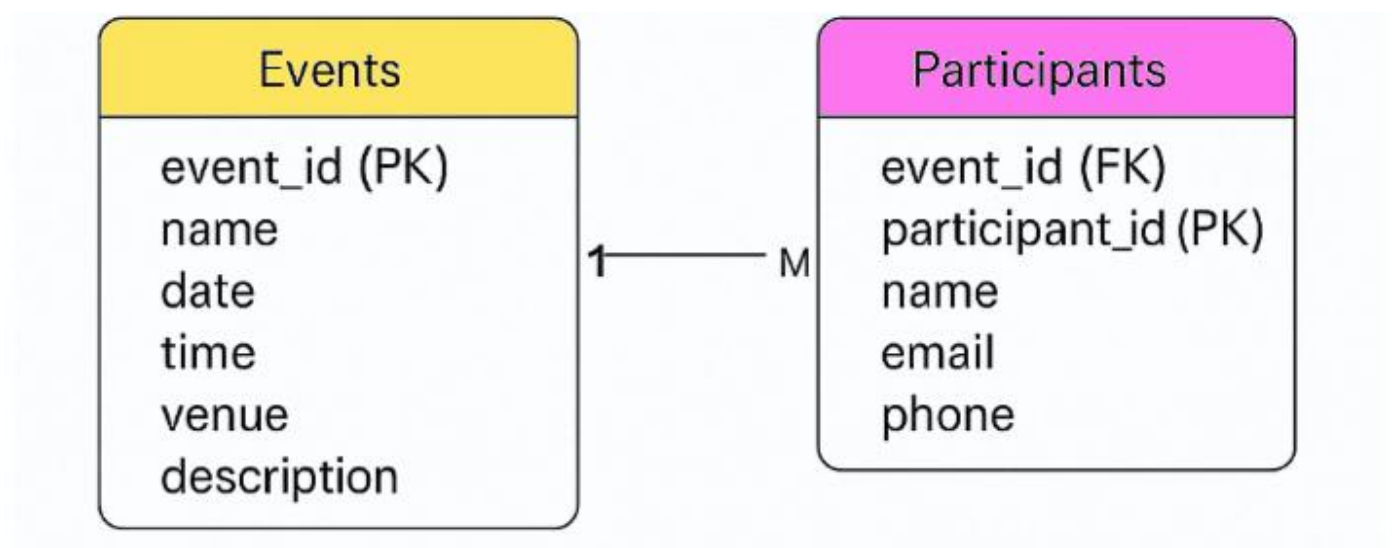 Events
event_id (PK)
name
date
time
venue
description
1
M
Participants
event_id (FK)
participant_id (PK)
name
email
phone